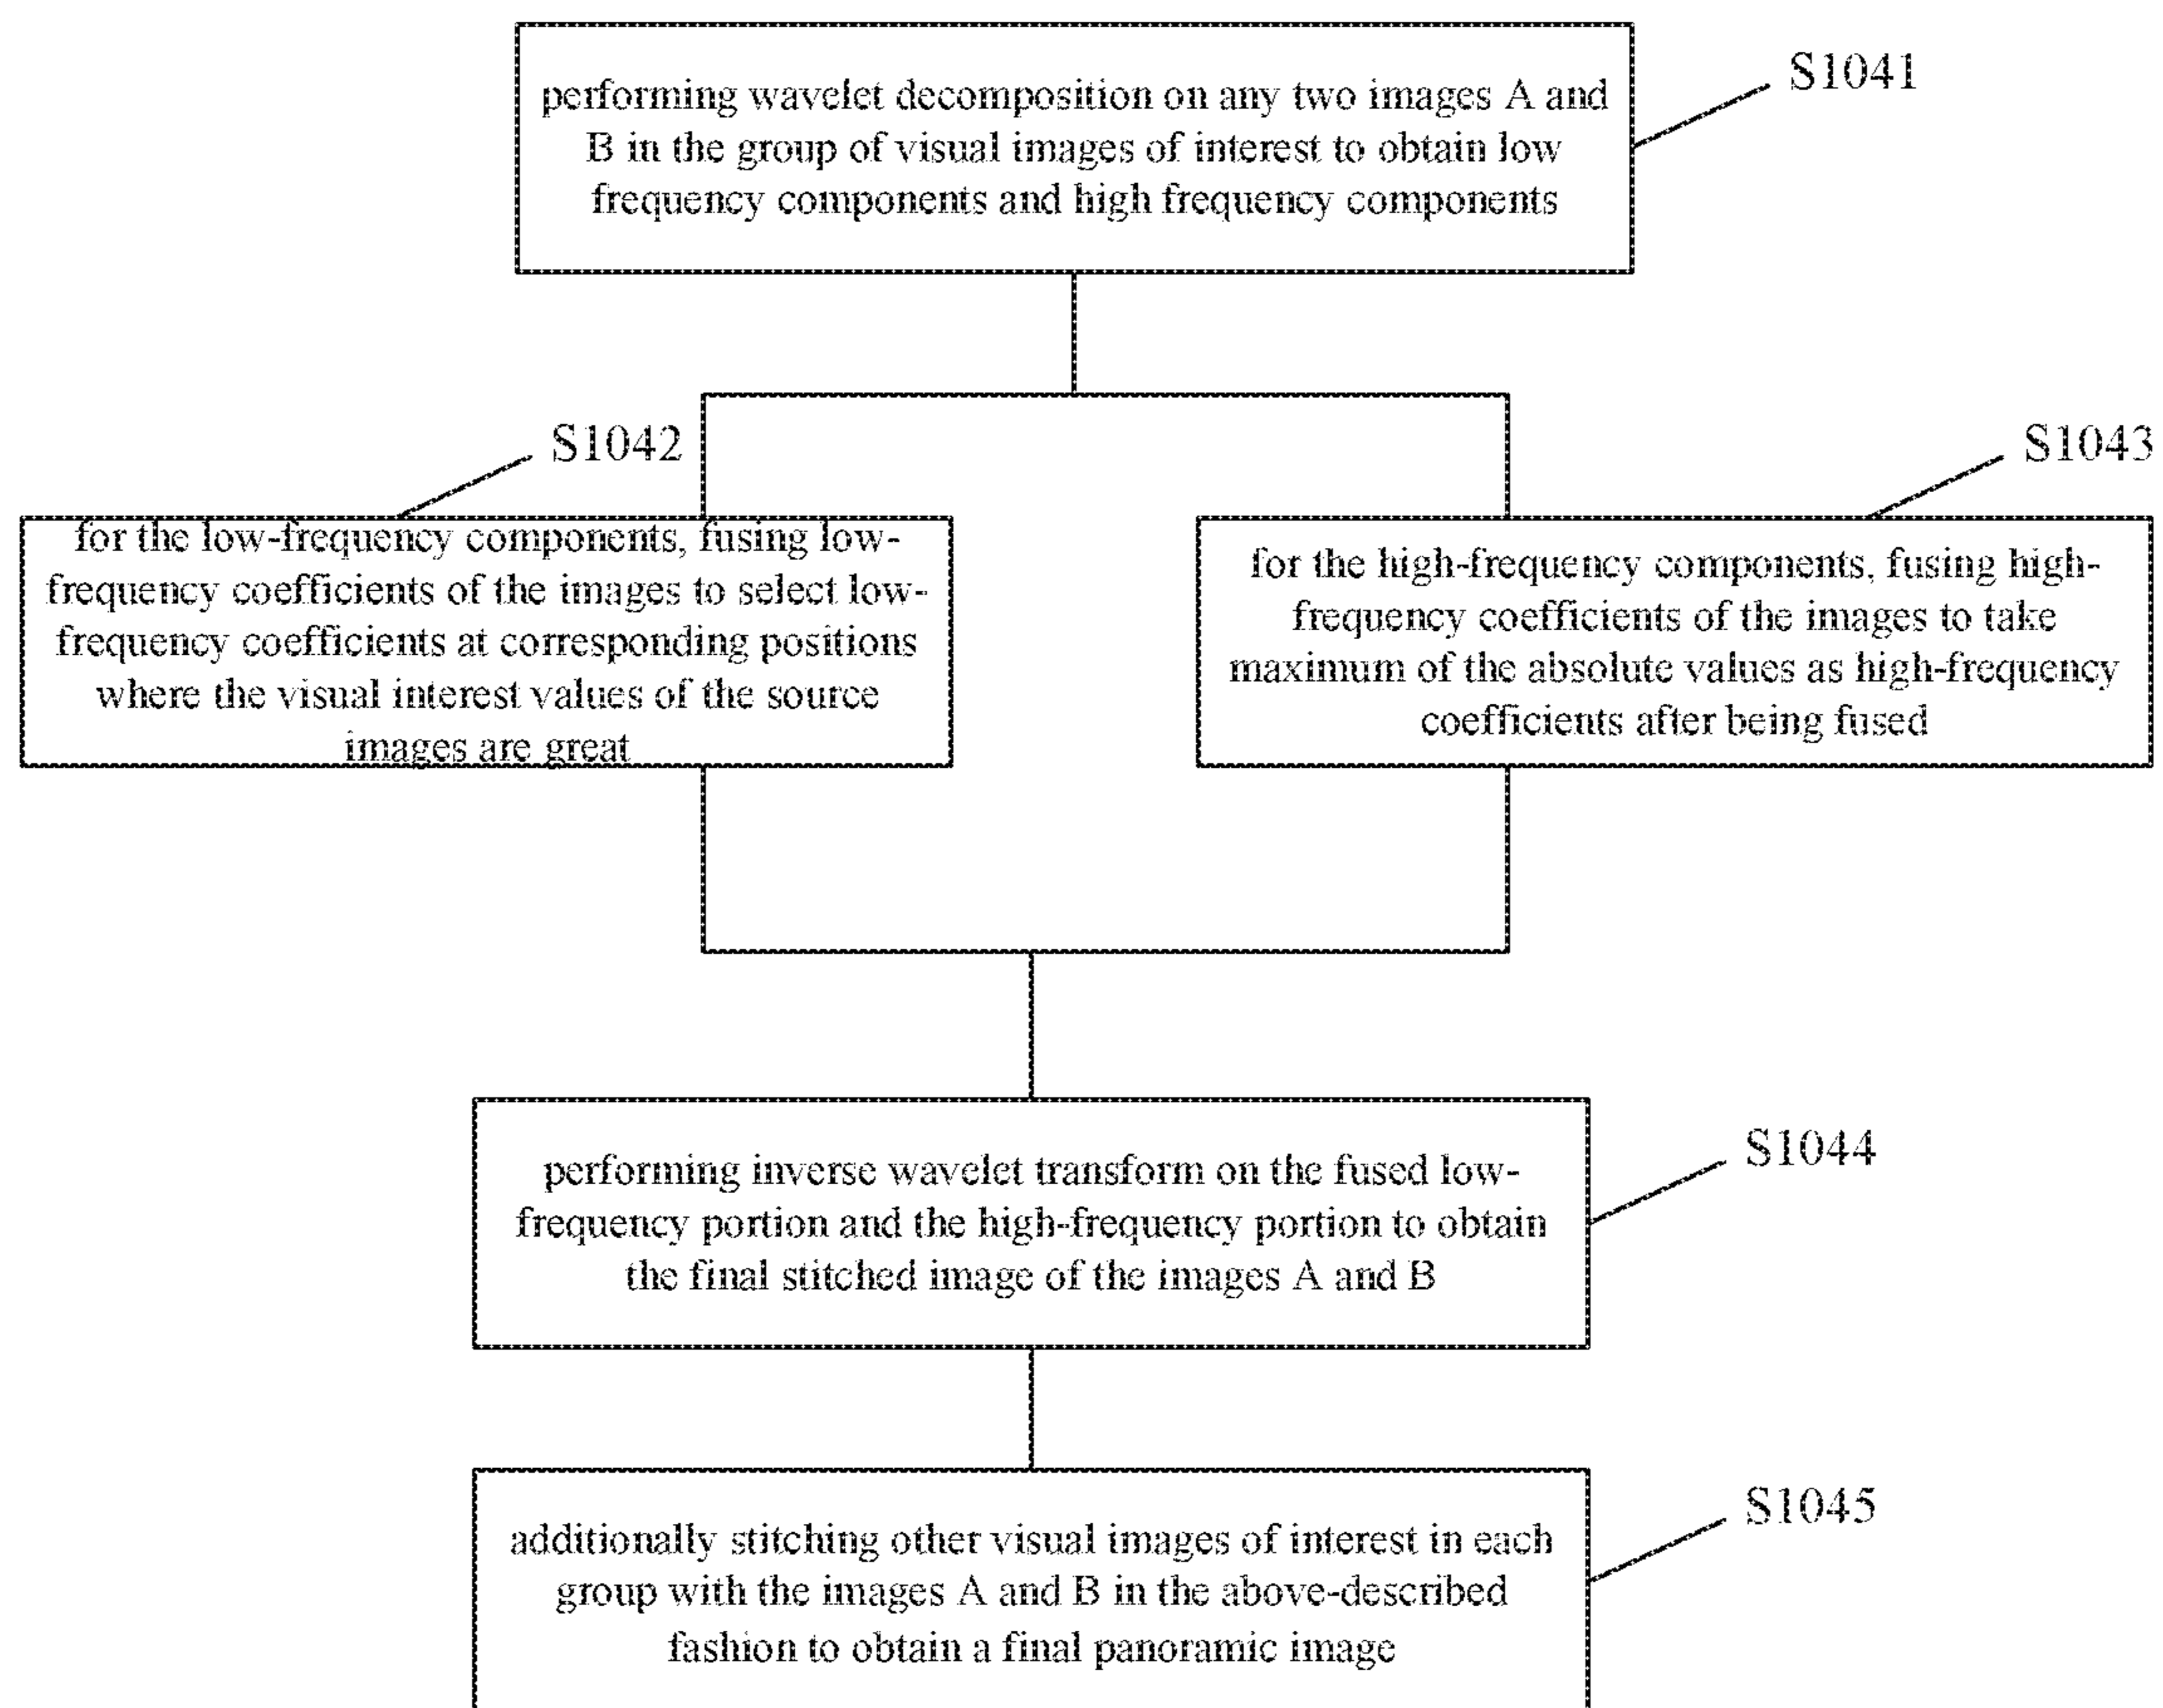 S1041
performing wavelet decomposition on any two images A and
B in the group of visual images of interest to obtain low
frequency components and high frequency components
S1042
for the low-frequency components, fusing low-
frequency coefficients of the images to select low-
frequency coefficients at corresponding positions
where the visual interest values of the source
images are great
S1043
for the high-frequency components, fusing high-
frequency coefficients of the images to take
maximum of the absolute values as high-frequency
coefficients after being fused
S1044
performing inverse wavelet transform on the fused low-
frequency portion and the high-frequency portion to obtain
the final stitched image of the images A and B
S1045
additionally stitching other visual images of interest in each
group with the images A and B in the above-described
fashion to obtain a final panoramic image